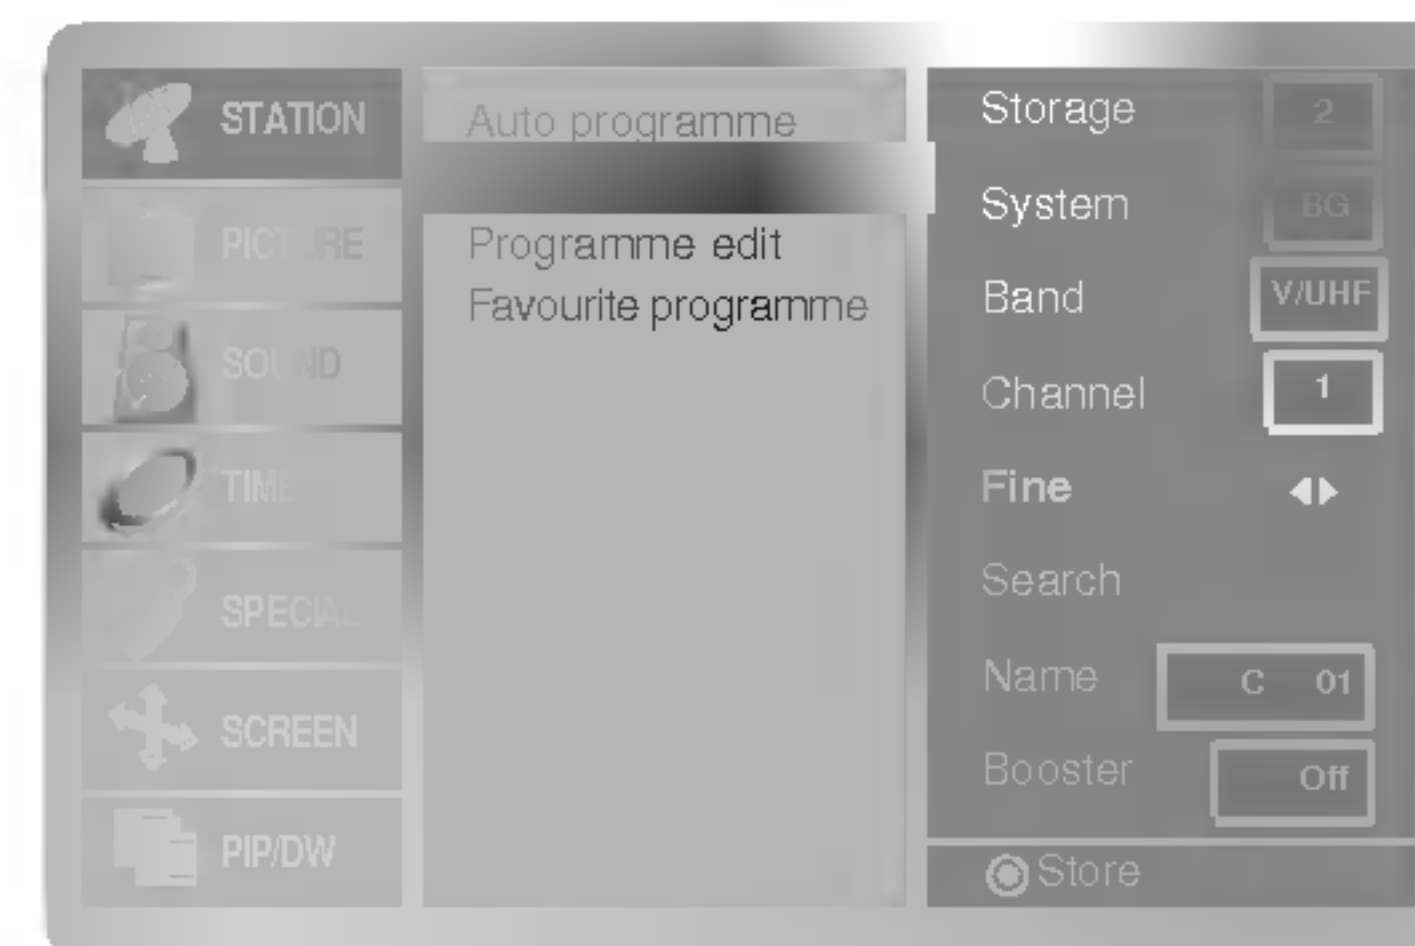 STATION
PICTURE
SOUND
TIME
SPECIAL
SCREEN
PIP/DW
Auto programme
Programme edit
Favourite programme
Storage 2
System BG
Band V/UHF
Channel 1
Fine
Search
Name C 01
Booster Off
Store